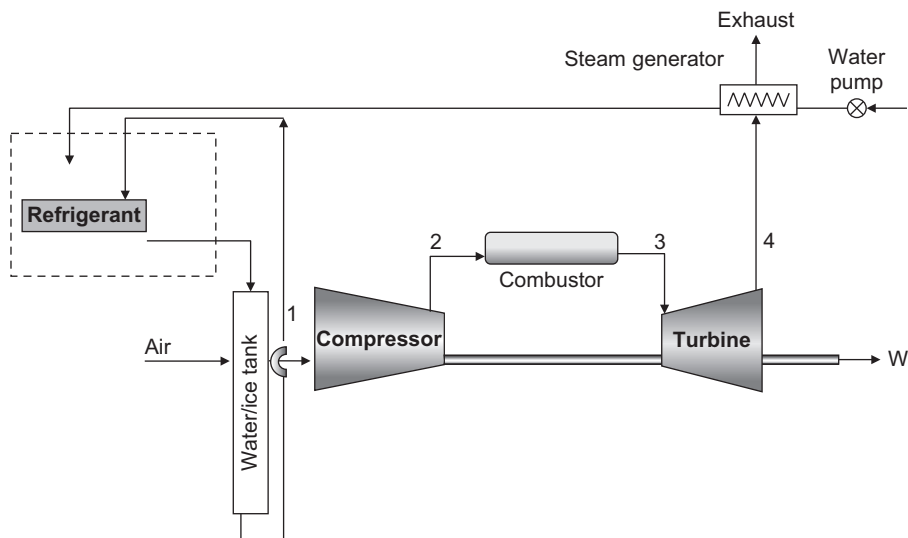 Exhaust
Steam generator
Water
pump
Refrigerant
2
3
4
Combustor
1
Compressor
Turbine
Air
Water/ice tank
W